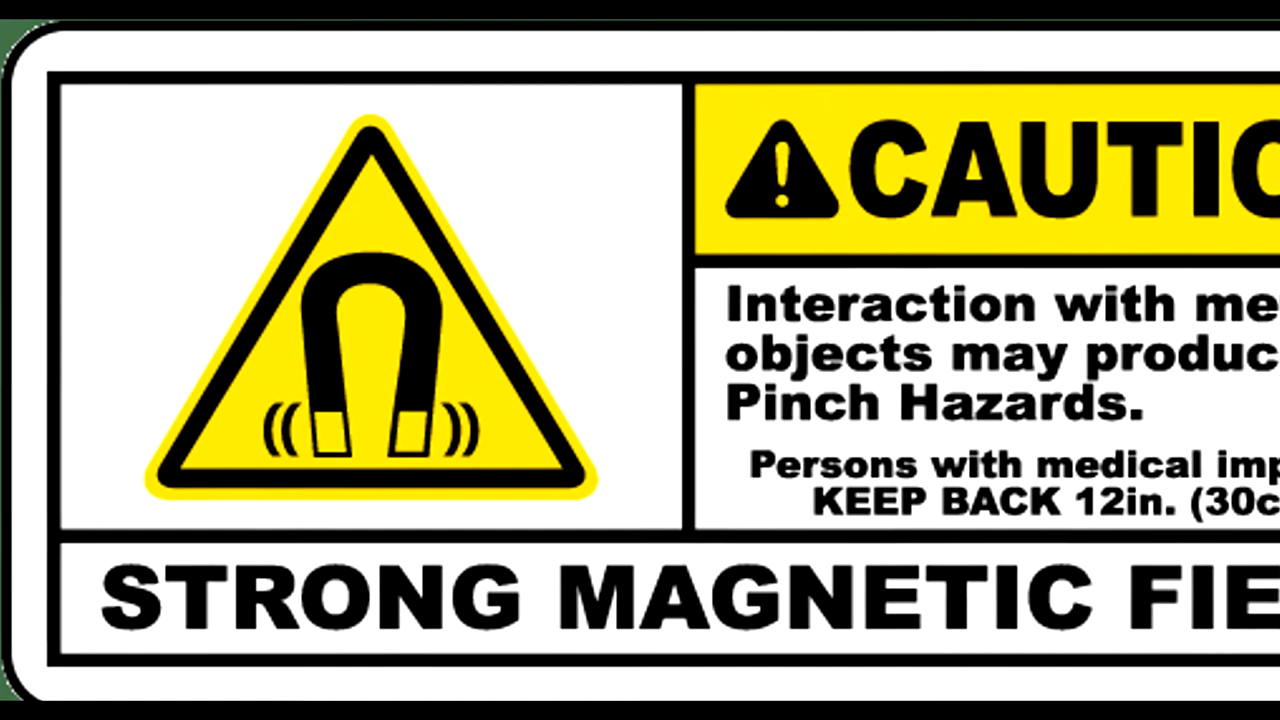 CAUTIO
Interaction with me
objects may produc
Pinch Hazards.
Persons with medical imp
KEEP BACK 12in. (30c
STRONG MAGNETIC FIE